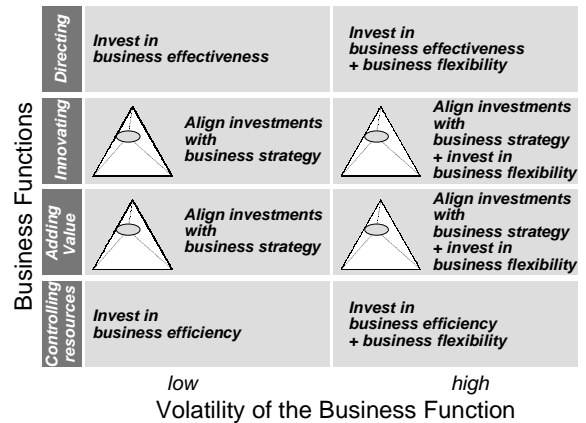 Business Functions
Directing
Invest in
business effectiveness
Invest in
business effectiveness
+ business flexibility
Innovating
Align investments
with
business strategy
Align investments
with
business strategy
+ invest in
business flexibility
Adding
Value
Align investments
with
business strategy
Align investments
with
business strategy
+ invest in
business flexibility
Controlling
resources
Invest in
business efficiency
Invest in
business efficiency
+ business flexibility
low
high
Volatility of the Business Function